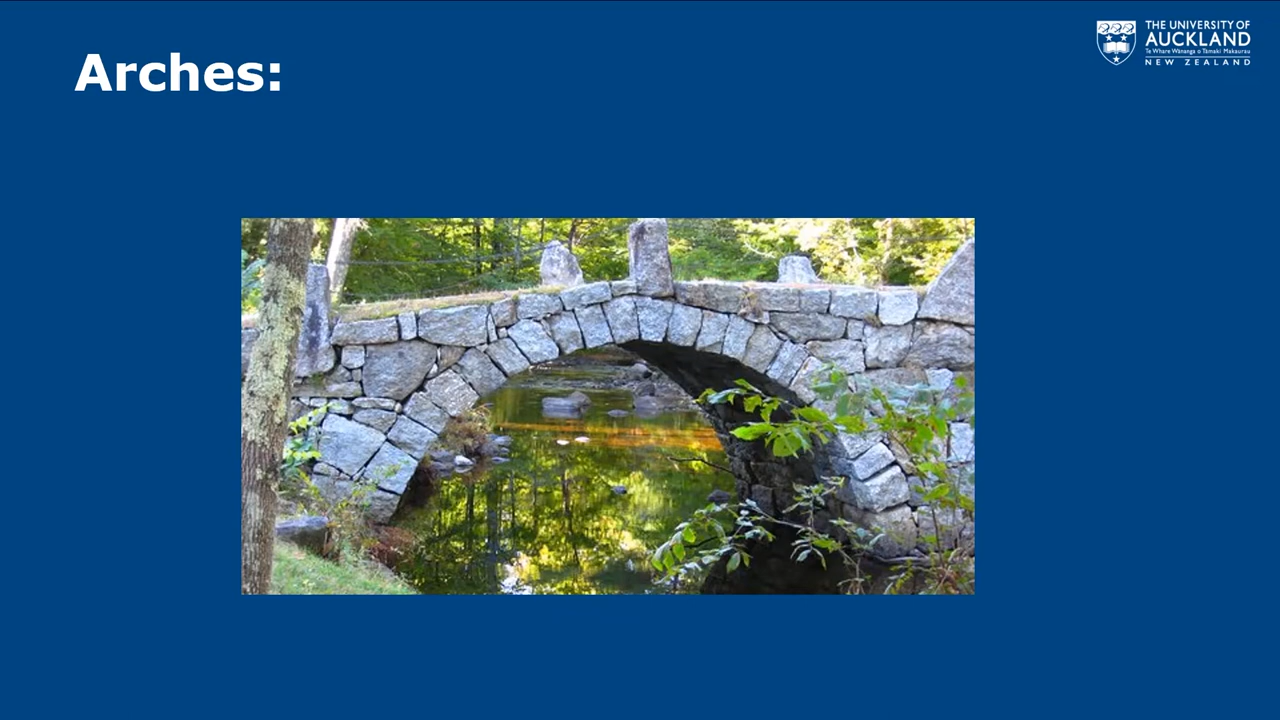 Arches:
THE UNIVERSITY OF
AUCKLAND
Te Whare Wānanga o Tāmaki Makaurau
NEW ZEALAND